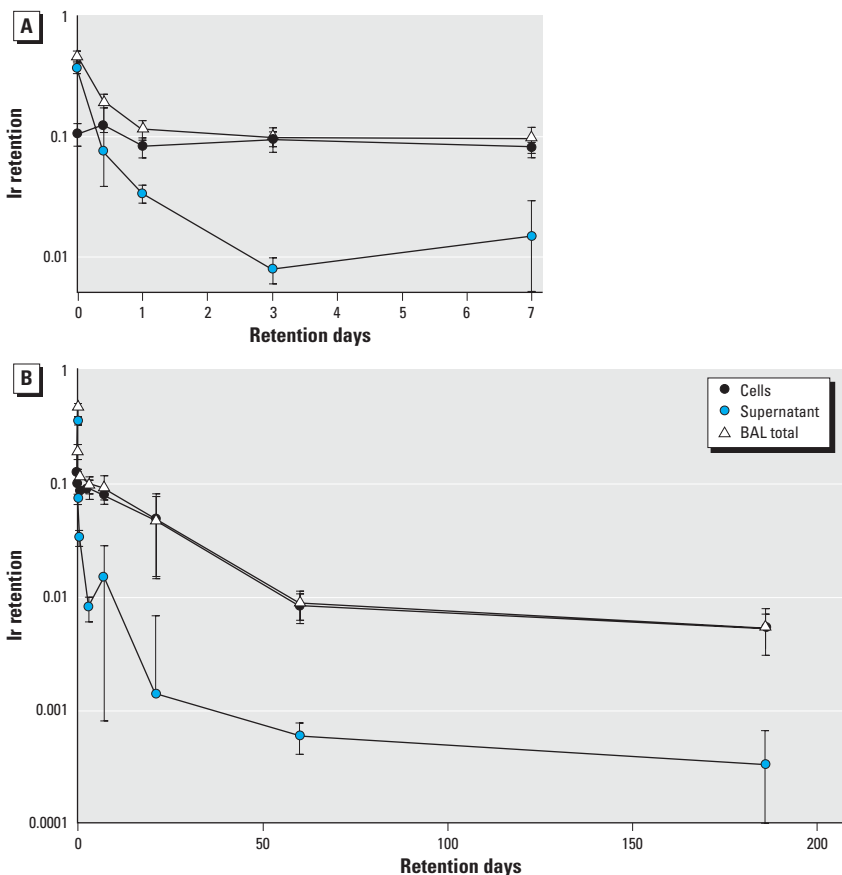 A
1
0.1
0.01
Ir retention
0 1 2 3 4 5 6 7
Retention days
B
1
0.1
0.01
0.001
0.0001
Ir retention
Cells
Supernatant
BAL total
0 50 100 150 200
Retention days